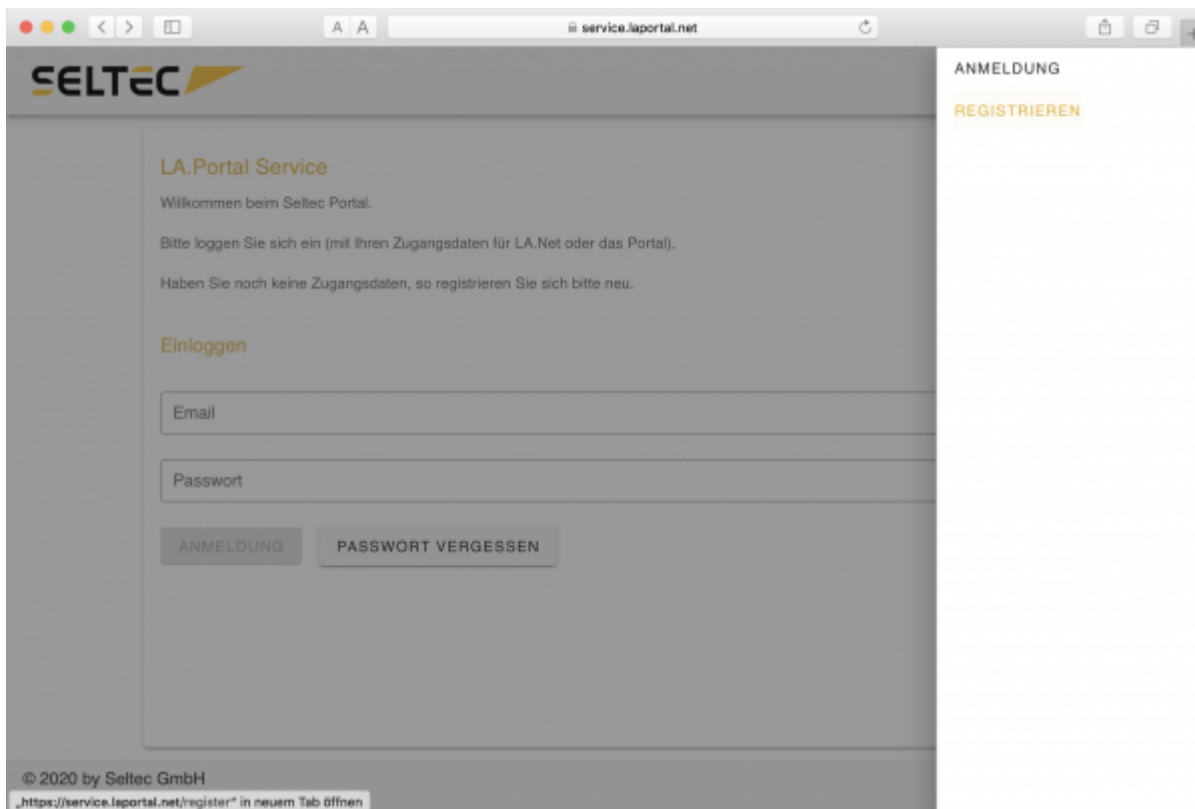 A A
service.laportal.net
SELTEC
ANMELDUNG
REGISTRIEREN
LA.Portal Service
Willkommen beim Seltec Portal.
Bitte loggen Sie sich ein (mit Ihren Zugangsdaten für LA.Net oder das Portal).
Haben Sie noch keine Zugangsdaten, so registrieren Sie sich bitte neu.
Einloggen
Email
Passwort
ANMELDUNG PASSWORT VERGESSEN
© 2020 by Seltec GmbH
„https://service.laportal.net/register“ in neuem Tab öffnen